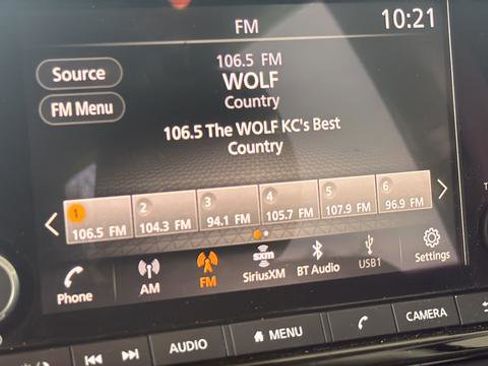 FM
10:21
Source
FM Menu
106.5 FM
WOLF
Country
106.5 The WOLF KC's Best
Country
1 2 3 4 5 6
106.5 FM 104.3 FM 94.1 FM 105.7 FM 107.9 FM 96.9 FM
Phone AM FM sxm SiriusXM BT Audio USB1 Settings
AUDIO MENU CAMERA